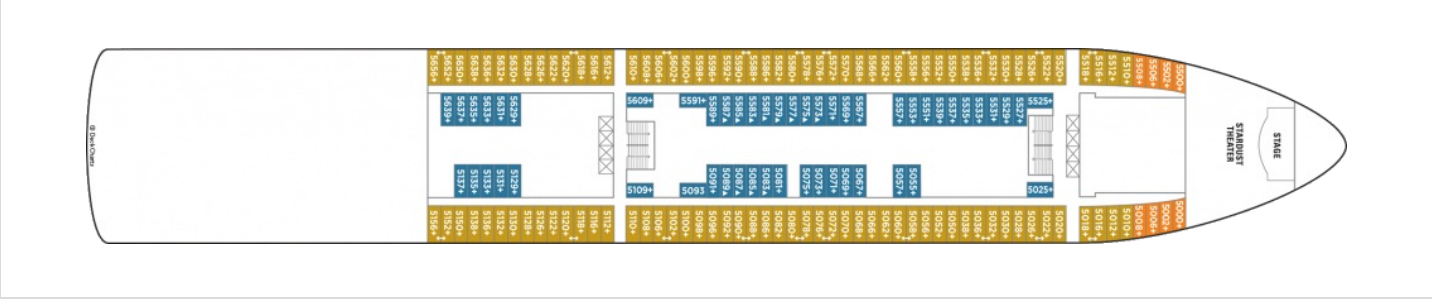 5656+ 5652+ 5650+ 5638+ 5636+ 5632+ 5630+ 5628+ 5626+ 5622+ 5620+ 5618+ 5616+ 5612+ 5610+ 5608+ 5606+ 5602+ 5600+ 5598+ 5596+ 5592+ 5590+ 5588+ 5586+ 5582+ 5580+ 5578+ 5576+ 5572+ 5570+ 5568+ 5566+ 5562+ 5560+ 5558+ 5556+ 5552+ 5550+ 5538+ 5536+ 5532+ 5530+ 5528+ 5526+ 5522+ 5520+ 5518+ 5516+ 5512+ 5510+ 5508+ 5506+ 5502+ 5500+
5639+ 5637+ 5635+ 5633+ 5631+ 5629+ 5609+ 5591+ 5589▲ 5587▲ 5585▲ 5583▲ 5581▲ 5579▲ 5577▲ 5575▲ 5573▲ 5571+ 5569+ 5567+ 5557+ 5553+ 5551+ 5539+ 5537+ 5535+ 5533+ 5531+ 5529+ 5527+ 5525+
© DeckCharts
STARDUST
THEATER
STAGE
5137+ 5135+ 5133+ 5131+ 5129+ 5109+ 5093 5091+ 5089▲ 5087▲ 5085▲ 5083▲ 5081+ 5075+ 5073+ 5071+ 5069+ 5067+ 5057+ 5055+ 5025+
5156+ 5152+ 5150+ 5138+ 5136+ 5132+ 5130+ 5128+ 5126+ 5122+ 5120+ 5118+ 5116+ 5112+ 5110+ 5108+ 5106+ 5102+ 5100+ 5098+ 5096+ 5092+ 5090+ 5088+ 5086+ 5082+ 5080+ 5078+ 5076+ 5072+ 5070+ 5068+ 5066+ 5062+ 5060+ 5058+ 5056+ 5052+ 5050+ 5038+ 5036+ 5032+ 5030+ 5028+ 5026+ 5022+ 5020+ 5018+ 5016+ 5012+ 5010+ 5008+ 5006+ 5002+ 5000+